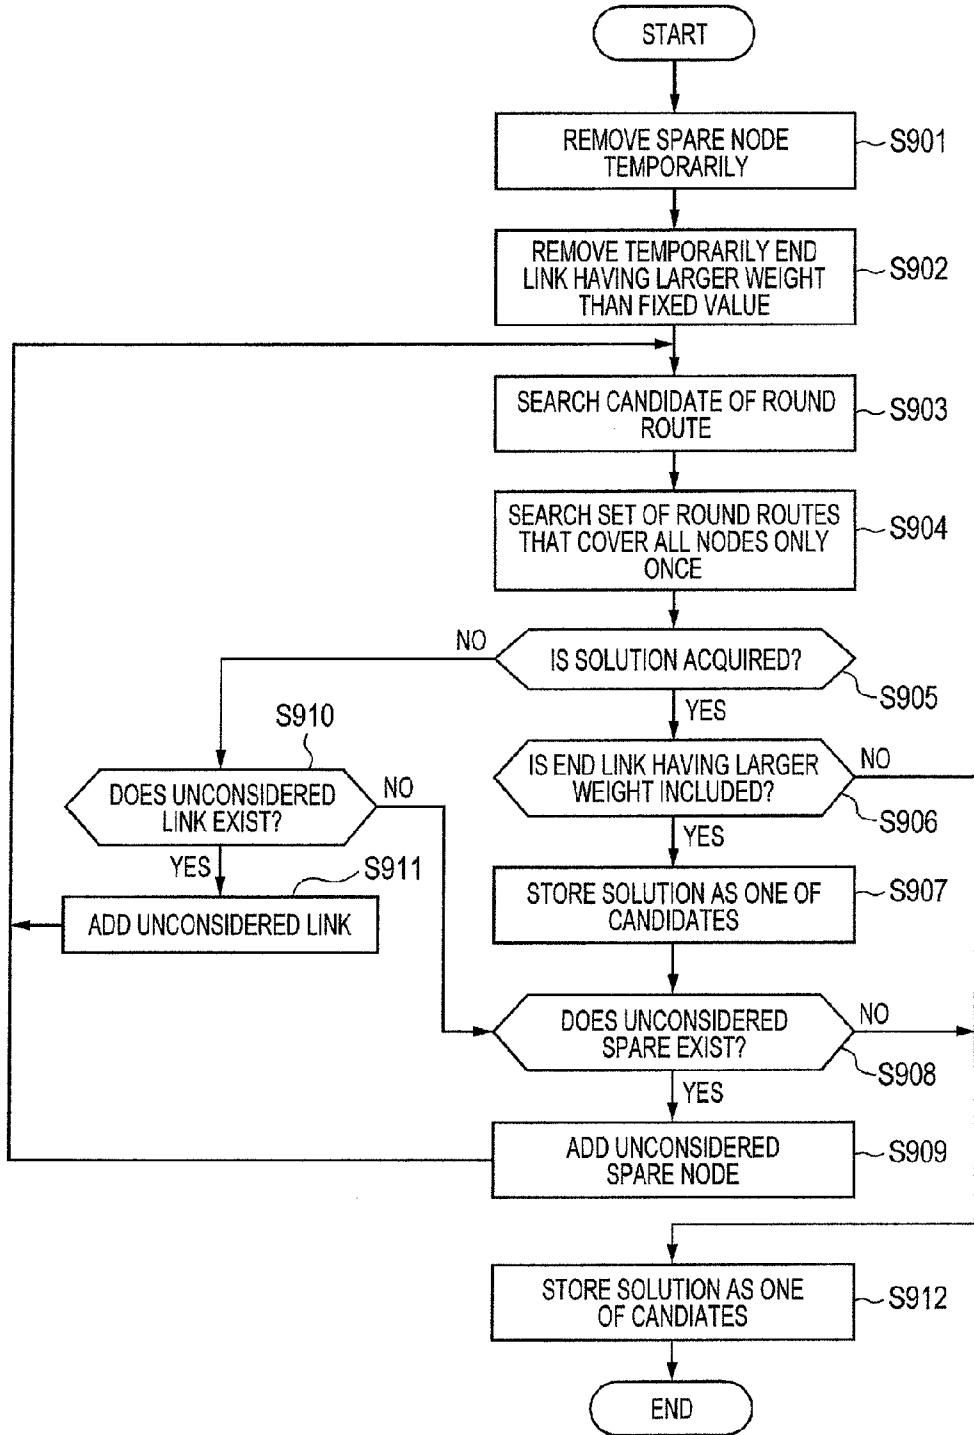 START
REMOVE SPARE NODE
TEMPORARILY
S901
REMOVE TEMPORARILY END
LINK HAVING LARGER WEIGHT
THAN FIXED VALUE
S902
SEARCH CANDIDATE OF ROUND
ROUTE
S903
SEARCH SET OF ROUND ROUTES
THAT COVER ALL NODES ONLY
ONCE
S904
NO
IS SOLUTION ACQUIRED?
S905
YES
S910
DOES UNCONSIDERED
LINK EXIST?
NO
YES
S911
ADD UNCONSIDERED LINK
IS END LINK HAVING LARGER
WEIGHT INCLUDED?
NO
S906
YES
STORE SOLUTION AS ONE OF
CANDIDATES
S907
DOES UNCONSIDERED
SPARE EXIST?
NO
S908
YES
ADD UNCONSIDERED
SPARE NODE
S909
STORE SOLUTION AS ONE
OF CANDIATES
S912
END